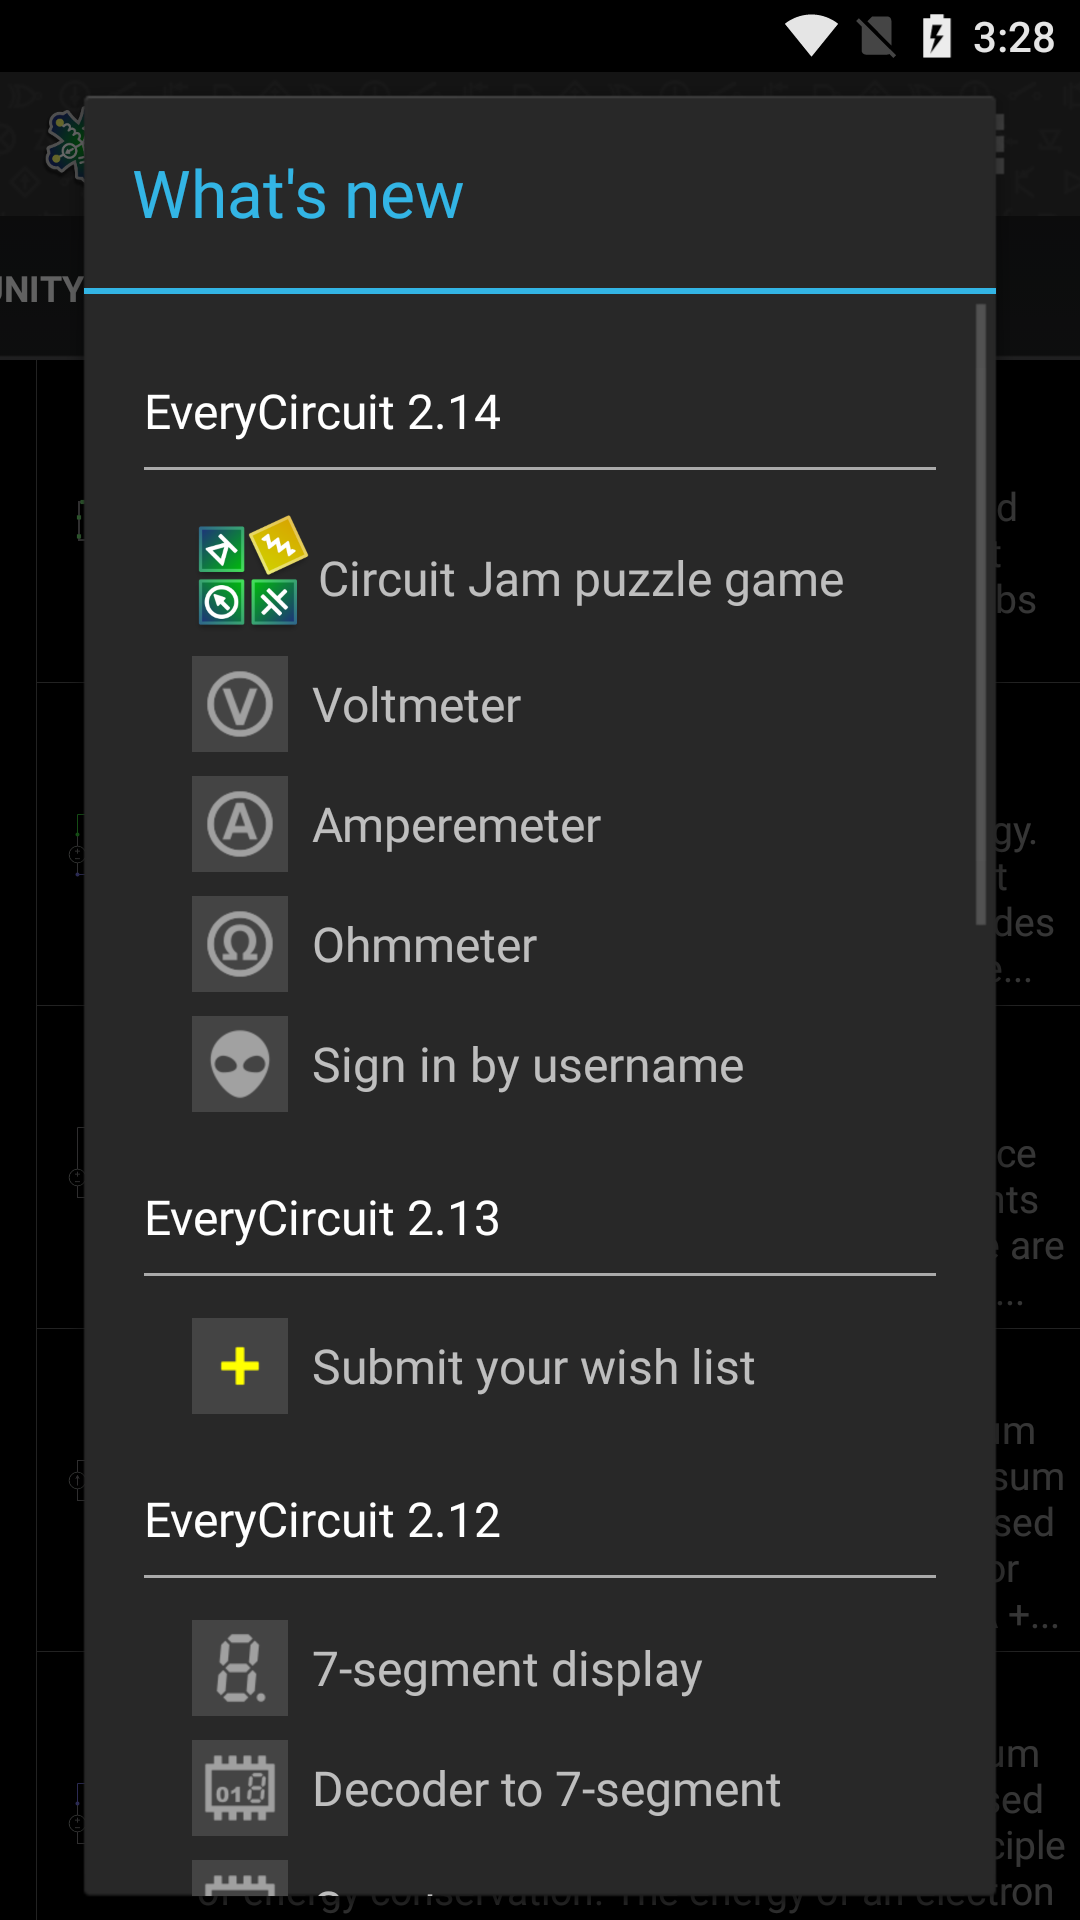 3:28
What's new
EveryCircuit 2.14
Circuit Jam puzzle game
Voltmeter
Amperemeter
Ohmmeter
Sign in by username
EveryCircuit 2.13
Submit your wish list
EveryCircuit 2.12
7-segment display
Decoder to 7-segment